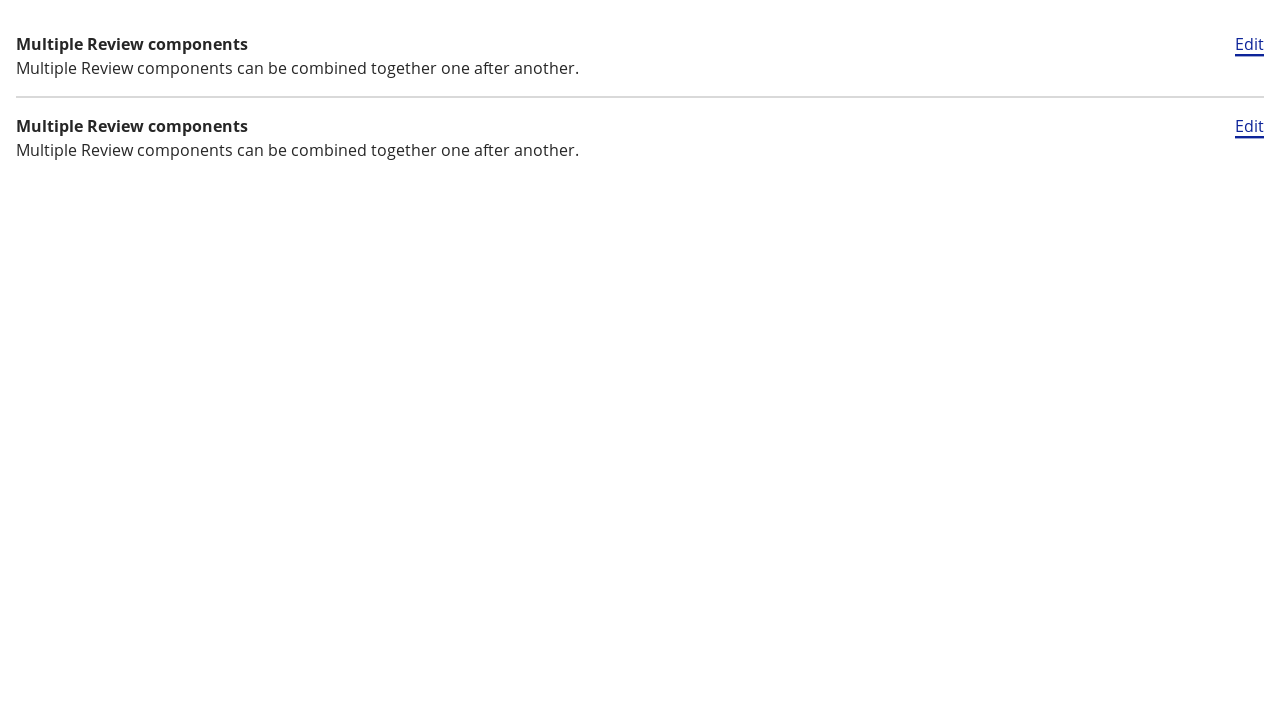 Multiple Review components
Edit
Multiple Review components can be combined together one after another.
Multiple Review components
Edit
Multiple Review components can be combined together one after another.